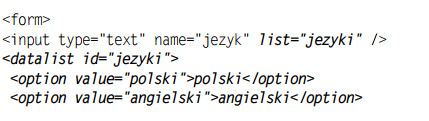 <form>
<input type="text" name="jezyk" list="jezyki" />
<datalist id="jezyki">
<option value="polski">polski</option>
<option value="angielski">angielski</option>